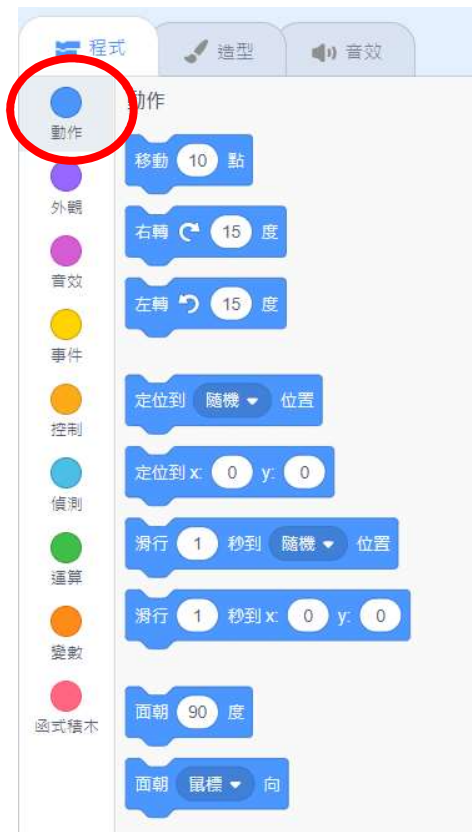 程式 造型 音效
動作
動作
外觀
音效
事件
控制
偵測
運算
變數
函式積木
移動 10 點
右轉 15 度
左轉 15 度
定位到 隨機 位置
定位到 x: 0 y: 0
滑行 1 秒到 隨機 位置
滑行 1 秒到 x: 0 y: 0
面朝 90 度
面朝 鼠標 向